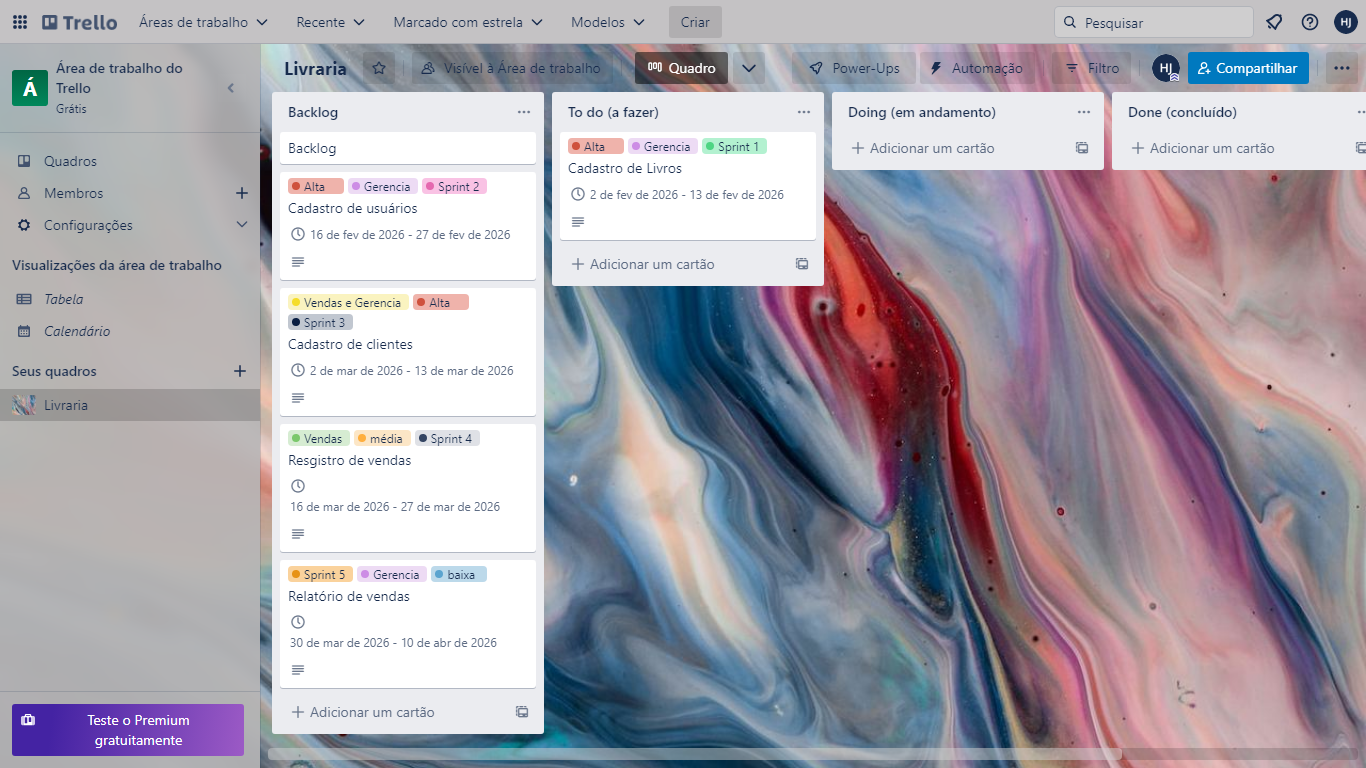 Trello
Áreas de trabalho
Recente
Marcado com estrela
Modelos
Criar
Pesquisar
HJ
Á
Área de trabalho do
Trello
Grátis
Quadros
Membros
Configurações
Visualizações da área de trabalho
Tabela
Calendário
Seus quadros
Livraria
Teste o Premium
gratuitamente
Livraria
Visível à Área de trabalho
Quadro
Power-Ups
Automação
Filtro
HJ
Compartilhar
Backlog
Backlog
Alta Gerencia Sprint 2
Cadastro de usuários
16 de fev de 2026 - 27 de fev de 2026
Vendas e Gerencia Alta
Sprint 3
Cadastro de clientes
2 de mar de 2026 - 13 de mar de 2026
Vendas média Sprint 4
Resgistro de vendas
16 de mar de 2026 - 27 de mar de 2026
Sprint 5 Gerencia baixa
Relatório de vendas
30 de mar de 2026 - 10 de abr de 2026
Adicionar um cartão
To do (a fazer)
Alta Gerencia Sprint 1
Cadastro de Livros
2 de fev de 2026 - 13 de fev de 2026
Adicionar um cartão
Doing (em andamento)
Adicionar um cartão
Done (concluído)
Adicionar um cartão